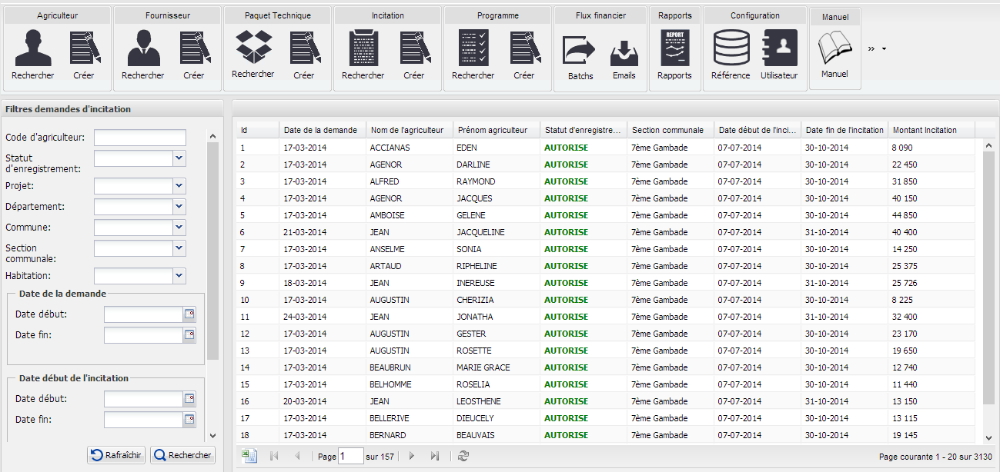 Agriculteur Fournisseur Paquet Technique Incitation Programme Flux financier Rapports Configuration Manuel
REPORT
Rechercher Créer Rechercher Créer Rechercher Créer Rechercher Créer Rechercher Créer Batchs Emails Rapports Référence Utilisateur Manuel »
Filtres demandes d'incitation
Code d'agriculteur:
Statut
d'enregistrement:
Projet:
Département:
Commune:
Section
communale:
Habitation:
Date de la demande
Date début:
Date fin:
Date début de l'incitation
Date début:
Date fin:
Rafraîchir Rechercher
Id Date de la demande Nom de l'agriculteur Prénom agriculteur Statut d'enregistre... Section communale Date début de l'inci... Date fin de l'incitation Montant Incitation
1 17-03-2014 ACCIANAS EDEN AUTORISE 7ème Gambade 07-07-2014 30-10-2014 8 090
2 17-03-2014 AGENOR DARLINE AUTORISE 7ème Gambade 07-07-2014 30-10-2014 22 450
3 17-03-2014 ALFRED RAYMOND AUTORISE 7ème Gambade 07-07-2014 30-10-2014 31 850
4 17-03-2014 AGENOR JACQUES AUTORISE 7ème Gambade 07-07-2014 30-10-2014 40 150
5 17-03-2014 AMBOISE GELENE AUTORISE 7ème Gambade 07-07-2014 30-10-2014 44 850
6 21-03-2014 JEAN JACQUELINE AUTORISE 7ème Gambade 07-07-2014 31-10-2014 40 400
7 17-03-2014 ANSELME SONIA AUTORISE 7ème Gambade 07-07-2014 30-10-2014 14 250
8 17-03-2014 ARTAUD RIPHELINE AUTORISE 7ème Gambade 07-07-2014 30-10-2014 25 375
9 18-03-2014 JEAN INEREUSE AUTORISE 7ème Gambade 07-07-2014 31-10-2014 25 726
10 17-03-2014 AUGUSTIN CHERIZIA AUTORISE 7ème Gambade 07-07-2014 30-10-2014 8 225
11 24-03-2014 JEAN JONATHA AUTORISE 7ème Gambade 07-07-2014 31-10-2014 32 400
12 17-03-2014 AUGUSTIN GESTER AUTORISE 7ème Gambade 07-07-2014 30-10-2014 23 170
13 17-03-2014 AUGUSTIN ROSETTE AUTORISE 7ème Gambade 07-07-2014 30-10-2014 19 650
14 17-03-2014 BEAUBRUN MARIE GRACE AUTORISE 7ème Gambade 07-07-2014 30-10-2014 12 740
15 17-03-2014 BELHOMME ROSELIA AUTORISE 7ème Gambade 07-07-2014 30-10-2014 11 440
16 20-03-2014 JEAN LEOSTHENE AUTORISE 7ème Gambade 07-07-2014 31-10-2014 13 150
17 17-03-2014 BELLERIVE DIEUCELY AUTORISE 7ème Gambade 07-07-2014 30-10-2014 13 115
18 17-03-2014 BERNARD BEAUVAIS AUTORISE 7ème Gambade 07-07-2014 30-10-2014 19 145
Page 1 sur 157 Page courante 1 - 20 sur 3130